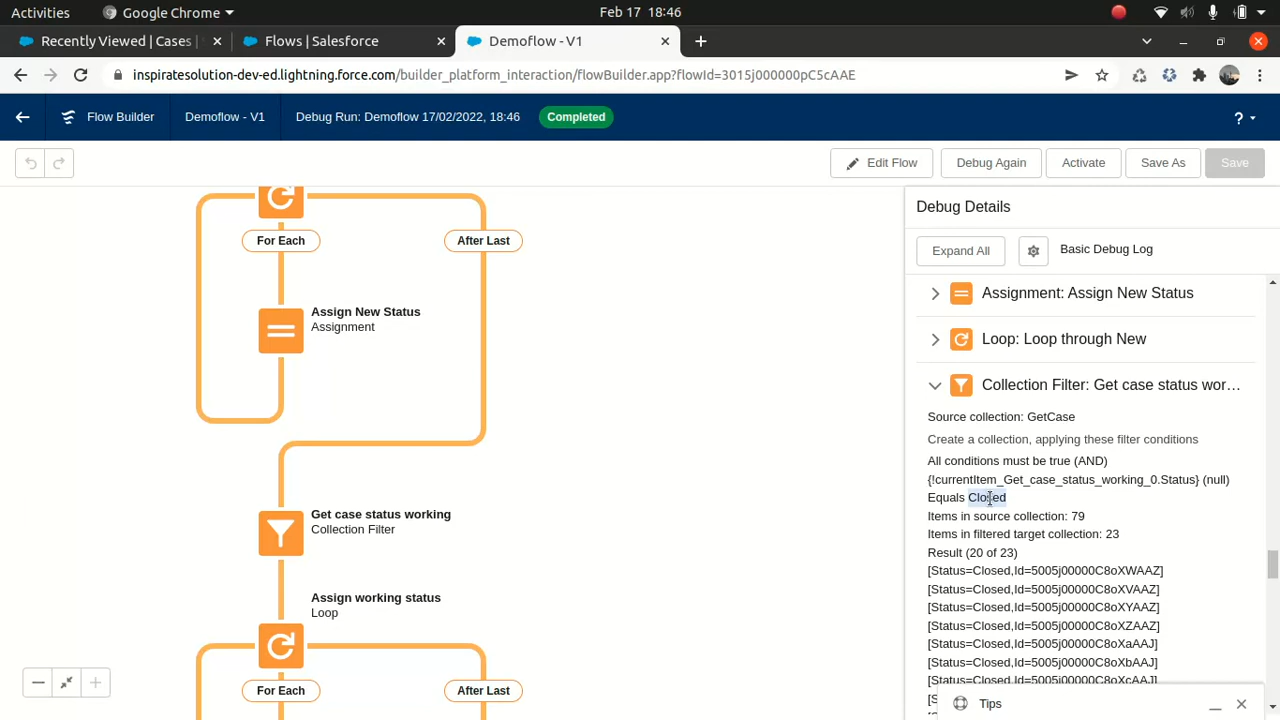 Activities
Google Chrome
Feb 17 18:46
Recently Viewed | Cases |
Flows | Salesforce
Demoflow - V1
inspiratesolution-dev-ed.lightning.force.com/builder_platform_interaction/flowBuilder.app?flowId=3015j000000pC5cAAE
Flow Builder
Demoflow - V1
Debug Run: Demoflow 17/02/2022, 18:46
Completed
?
Edit Flow
Debug Again
Activate
Save As
Save
For Each
After Last
Assign New Status
Assignment
Get case status working
Collection Filter
Assign working status
Loop
For Each
After Last
Debug Details
Expand All
Basic Debug Log
Assignment: Assign New Status
Loop: Loop through New
Collection Filter: Get case status wor...
Source collection: GetCase
Create a collection, applying these filter conditions
All conditions must be true (AND)
{!currentItem_Get_case_status_working_0.Status} (null)
Equals Closed
Items in source collection: 79
Items in filtered target collection: 23
Result (20 of 23)
[Status=Closed,Id=5005j00000C8oXWAAZ]
[Status=Closed,Id=5005j00000C8oXVAAZ]
[Status=Closed,Id=5005j00000C8oXYAAZ]
[Status=Closed,Id=5005j00000C8oXZAAZ]
[Status=Closed,Id=5005j00000C8oXaAAJ]
[Status=Closed,Id=5005j00000C8oXbAAJ]
[Status=Closed,Id=5005j00000C8oXcAAJ]
Tips